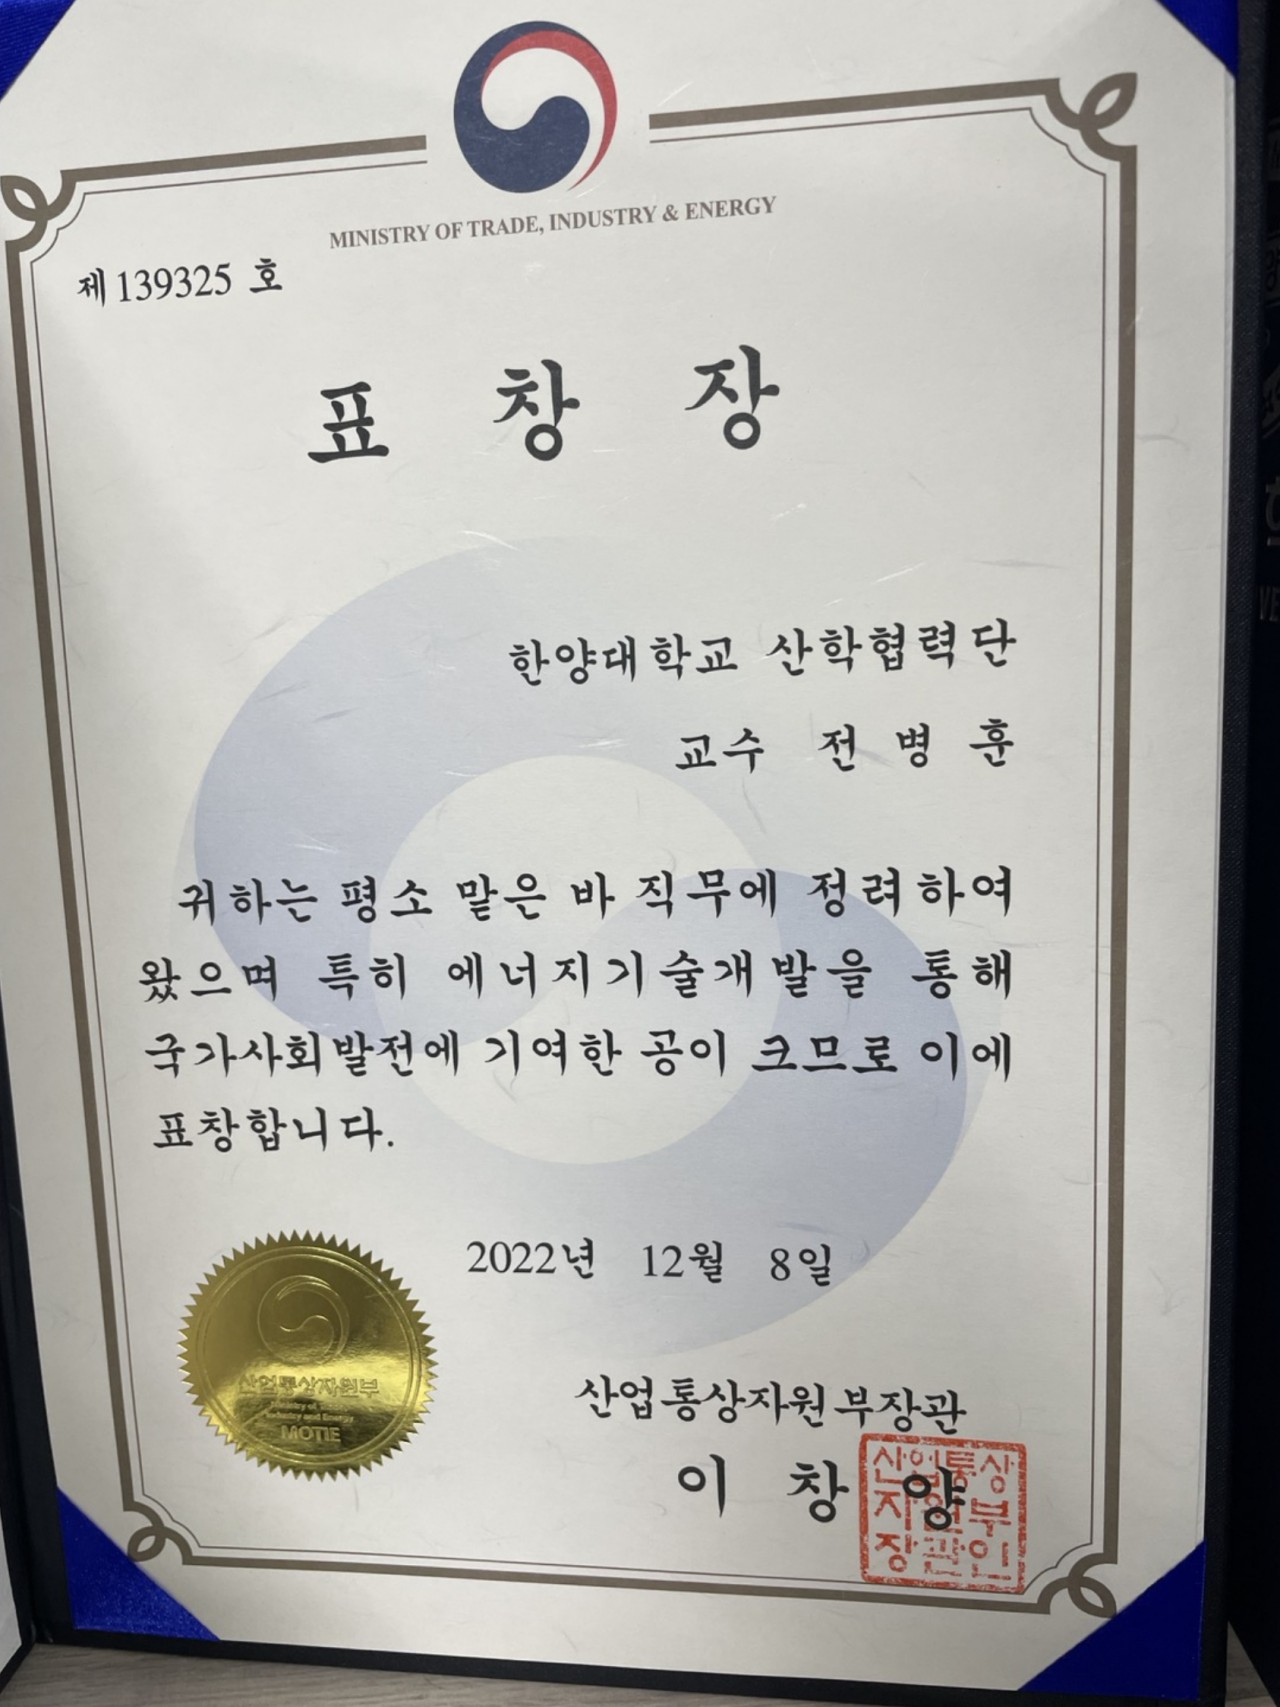 MINISTRY OF TRADE, INDUSTRY & ENERGY
제 139325 호
표 창 장
한양대학교 산학협력단
교수 전 병 훈
귀하는 평소 맡은 바 직무에 정려하여
왔으며 특히 에너지기술개발을 통해
국가사회발전에 기여한 공이 크므로 이에
표창합니다.
2022년 12월 8일
산업통상자원부장관
이 창 양
산업통상
자원부
장관인
산업통상자원부
Ministry of Trade
Industry and Energy
MOTIE